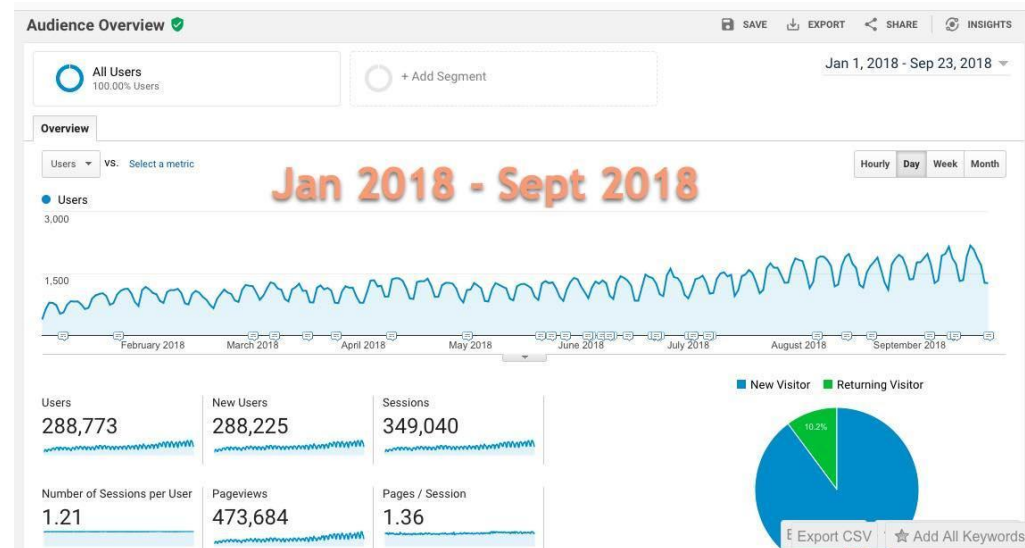 Audience Overview
SAVE EXPORT SHARE INSIGHTS
All Users
100.00% Users
+ Add Segment
Jan 1, 2018 - Sep 23, 2018
Overview
Users VS. Select a metric
Jan 2018 - Sept 2018
Hourly Day Week Month
Users
3,000
1,500
February 2018 March 2018 April 2018 May 2018 June 2018 July 2018 August 2018 September 2018
New Visitor Returning Visitor
Users New Users Sessions
288,773 288,225 349,040
10.2%
Number of Sessions per User Pageviews Pages / Session
1.21 473,684 1.36
Export CSV Add All Keywords